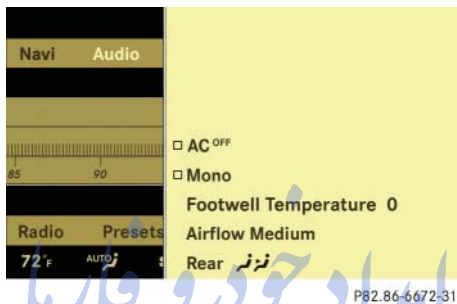 Navi Audio
85 90
Radio Presets
72°F AUTO
□ AC OFF
□ Mono
Footwell Temperature 0
Airflow Medium
Rear
P82.86-6672-31